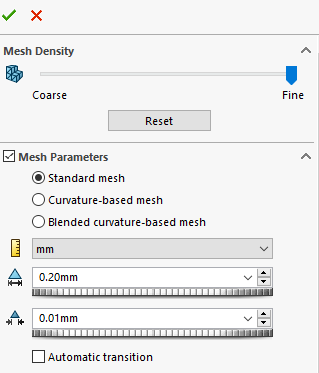 Mesh Density
Coarse Fine
Reset
Mesh Parameters
Standard mesh
Curvature-based mesh
Blended curvature-based mesh
mm
0.20mm
0.01mm
Automatic transition